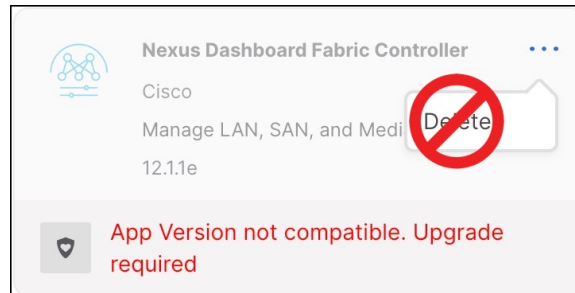 Nexus Dashboard Fabric Controller
Cisco
Manage LAN, SAN, and Medi
Delete
12.1.1e
App Version not compatible. Upgrade
required